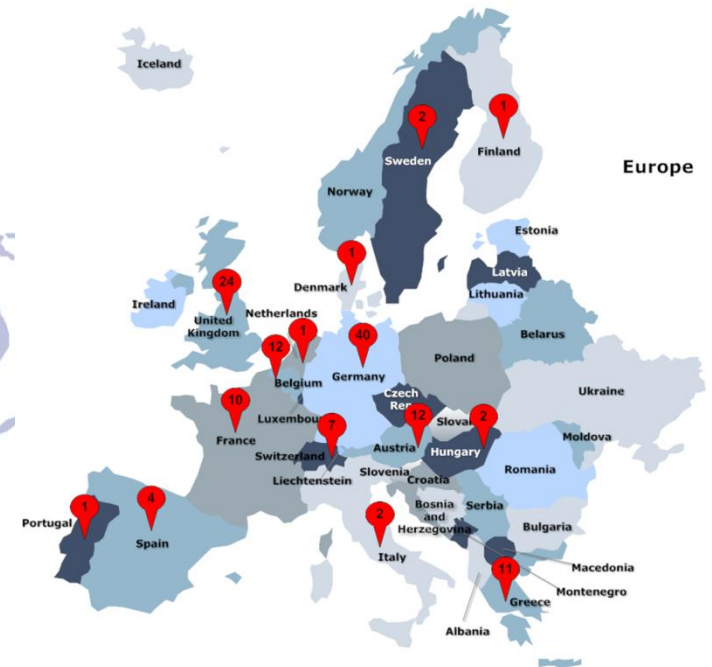 Iceland
2
1
Sweden
Finland
Europe
Norway
Estonia
1
Latvia
Denmark
24
Lithuania
Ireland
Netherlands
United
Kingdom
1
40
Belarus
12
Poland
Belgium
Germany
Ukraine
10
Czech
Rep
12
2
Luxembou
7
Slova
France
Moldova
Austria
Hungary
Switzerland
Romania
Slovenia
Liechtenstein
Croatia
4
1
Bosnia
and
Herzegovina
Serbia
Portugal
2
Bulgaria
Spain
Italy
Macedonia
11
Montenegro
Greece
Albania